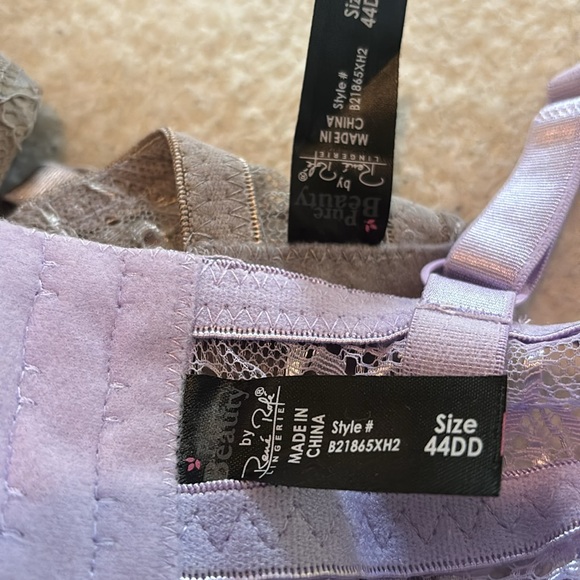 Pure
Beauty
by
René Rofé®
LINGERIE
MADE IN
CHINA
Style #
B21865XH2
Size
44DD
Beauty
by
René Rofé®
LINGERIE
MADE IN
CHINA
Style #
B21865XH2
Size
44DD